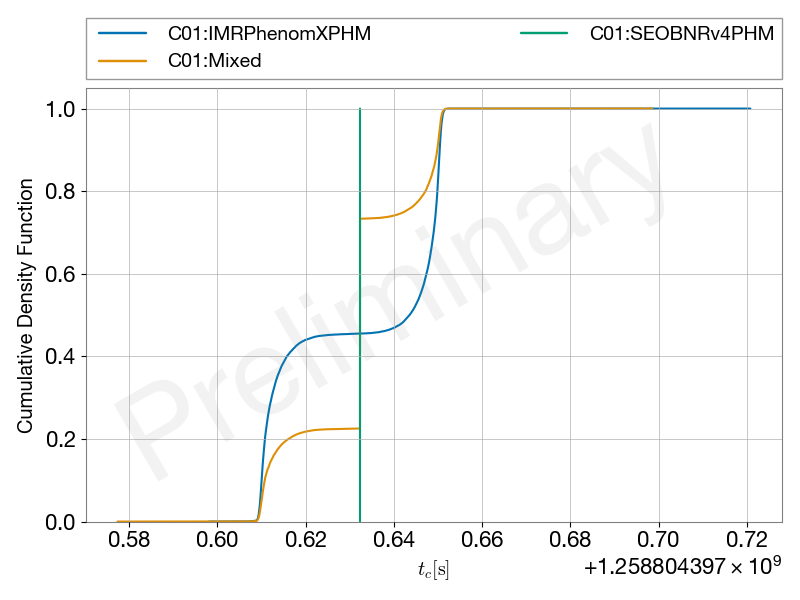 C01:IMRPhenomXPHM
C01:Mixed
C01:SEOBNRv4PHM
Cumulative Density Function
1.0
0.8
0.6
0.4
0.2
0.0
Preliminary
0.58 0.60 0.62 0.64 0.66 0.68 0.70 0.72
t_c[s]
+1.258804397 × 10⁹